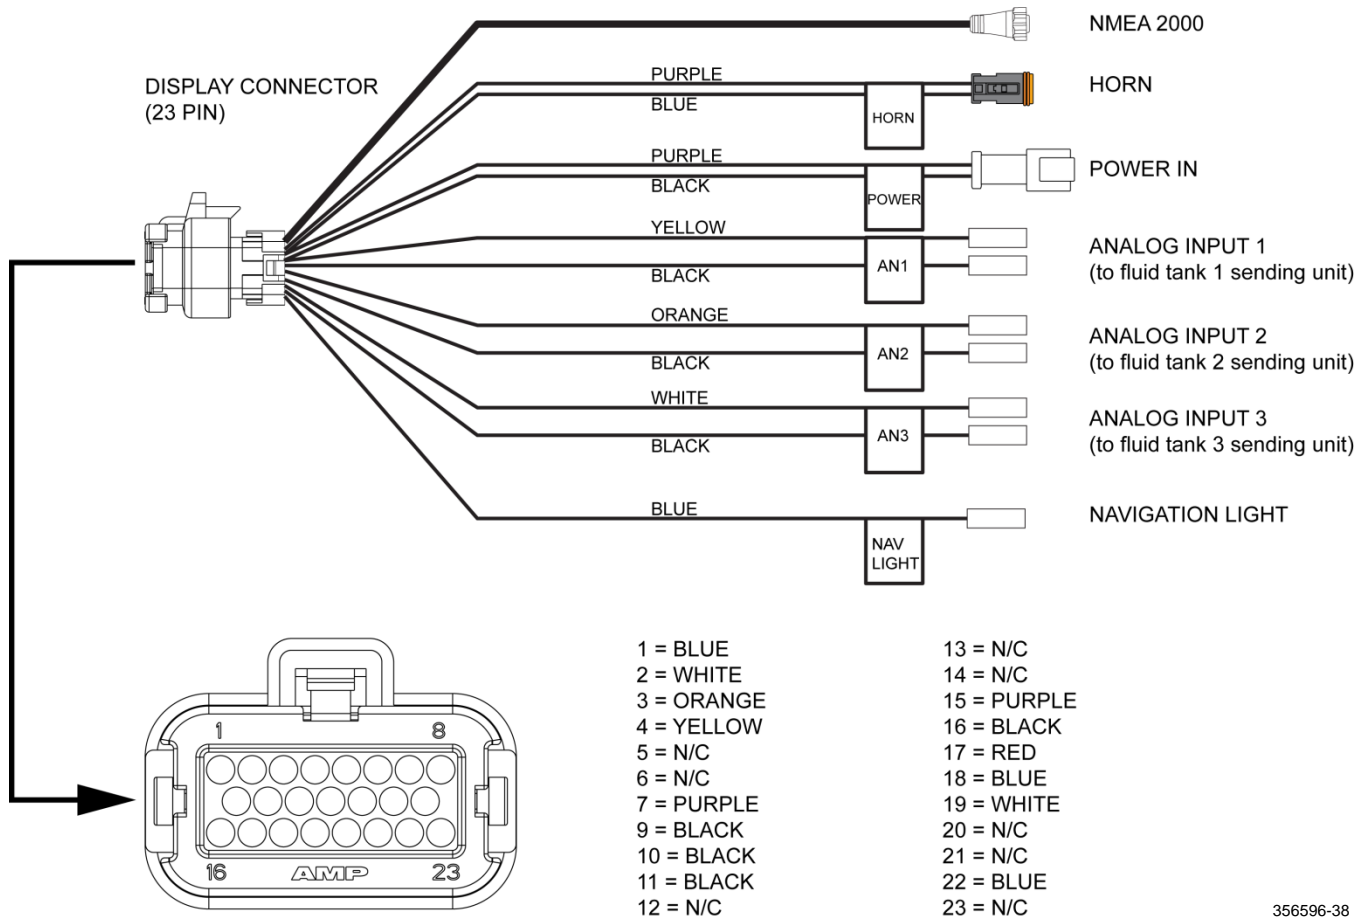 NMEA 2000
DISPLAY CONNECTOR
(23 PIN)
PURPLE
BLUE
HORN
HORN
PURPLE
BLACK
POWER
POWER IN
YELLOW
BLACK
AN1
ANALOG INPUT 1
(to fluid tank 1 sending unit)
ORANGE
BLACK
AN2
ANALOG INPUT 2
(to fluid tank 2 sending unit)
WHITE
BLACK
AN3
ANALOG INPUT 3
(to fluid tank 3 sending unit)
BLUE
NAV
LIGHT
NAVIGATION LIGHT
1
8
16
AMP
23
1 = BLUE
2 = WHITE
3 = ORANGE
4 = YELLOW
5 = N/C
6 = N/C
7 = PURPLE
9 = BLACK
10 = BLACK
11 = BLACK
12 = N/C
13 = N/C
14 = N/C
15 = PURPLE
16 = BLACK
17 = RED
18 = BLUE
19 = WHITE
20 = N/C
21 = N/C
22 = BLUE
23 = N/C
356596-38